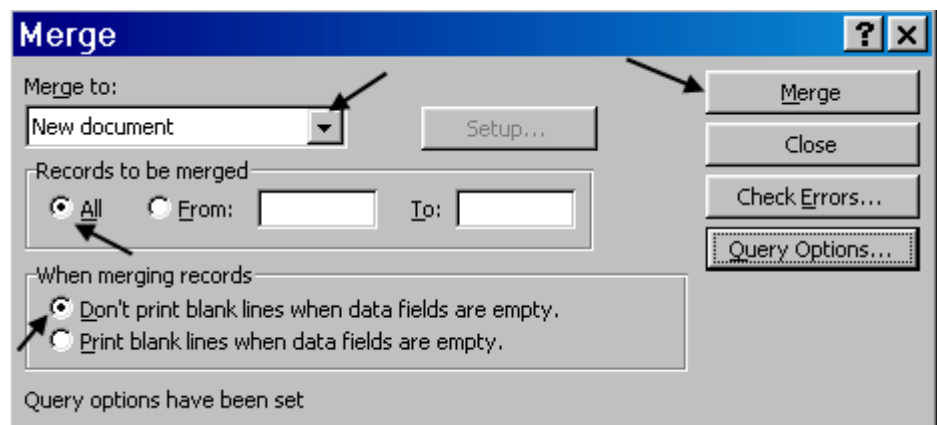 Merge
Merge to:
New document
Setup...
Records to be merged
All From: To:
When merging records
Don't print blank lines when data fields are empty.
Print blank lines when data fields are empty.
Query options have been set
? X
Merge
Close
Check Errors...
Query Options...